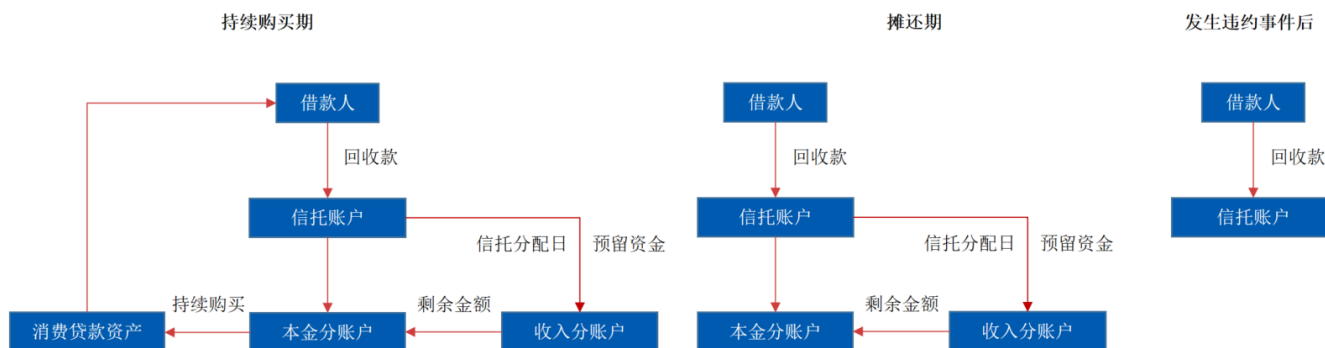 持续购买期
摊还期
发生违约事件后
借款人
回收款
信托账户
信托分配日
预留资金
持续购买
剩余金额
消费贷款资产
本金分账户
收入分账户
借款人
回收款
信托账户
信托分配日
预留资金
剩余金额
本金分账户
收入分账户
借款人
回收款
信托账户